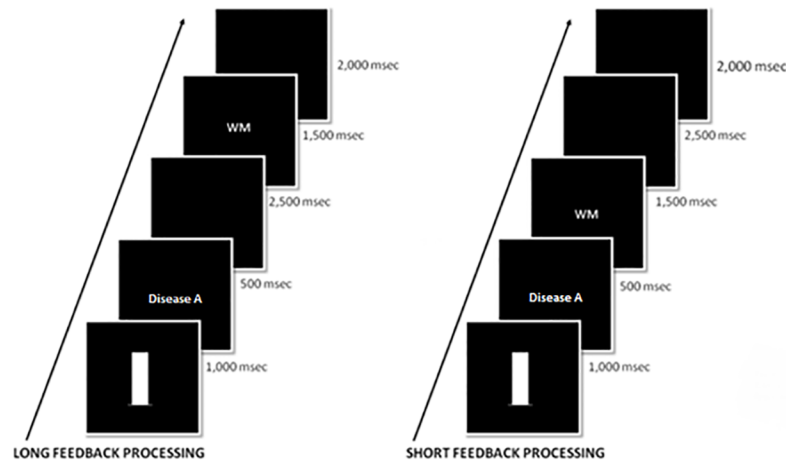 2,000 msec
WM
1,500 msec
2,500 msec
Disease A
500 msec
1,000 msec
LONG FEEDBACK PROCESSING
2,000 msec
2,500 msec
WM
1,500 msec
Disease A
500 msec
1,000 msec
SHORT FEEDBACK PROCESSING